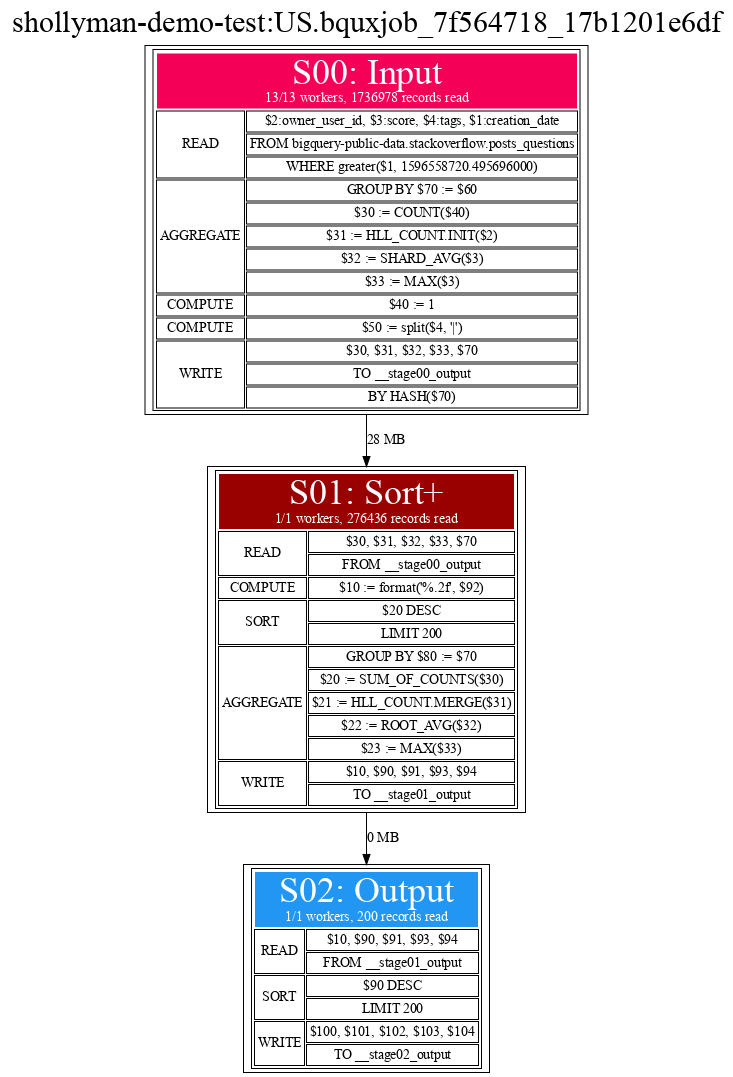 shollyman-demo-test:US.bquxjob_7f564718_17b1201e6df
S00: Input
13/13 workers, 1736978 records read
READ
$2:owner_user_id, $3:score, $4:tags, $1:creation_date
FROM bigquery-public-data.stackoverflow.posts_questions
WHERE greater($1, 1596558720.495696000)
AGGREGATE
GROUP BY $70 := $60
$30 := COUNT($40)
$31 := HLL_COUNT.INIT($2)
$32 := SHARD_AVG($3)
$33 := MAX($3)
COMPUTE
$40 := 1
COMPUTE
$50 := split($4, '|')
WRITE
$30, $31, $32, $33, $70
TO __stage00_output
BY HASH($70)
28 MB
S01: Sort+
1/1 workers, 276436 records read
READ
$30, $31, $32, $33, $70
FROM __stage00_output
COMPUTE
$10 := format('%.2f', $92)
SORT
$20 DESC
LIMIT 200
AGGREGATE
GROUP BY $80 := $70
$20 := SUM_OF_COUNTS($30)
$21 := HLL_COUNT.MERGE($31)
$22 := ROOT_AVG($32)
$23 := MAX($33)
WRITE
$10, $90, $91, $93, $94
TO __stage01_output
0 MB
S02: Output
1/1 workers, 200 records read
READ
$10, $90, $91, $93, $94
FROM __stage01_output
SORT
$90 DESC
LIMIT 200
WRITE
$100, $101, $102, $103, $104
TO __stage02_output